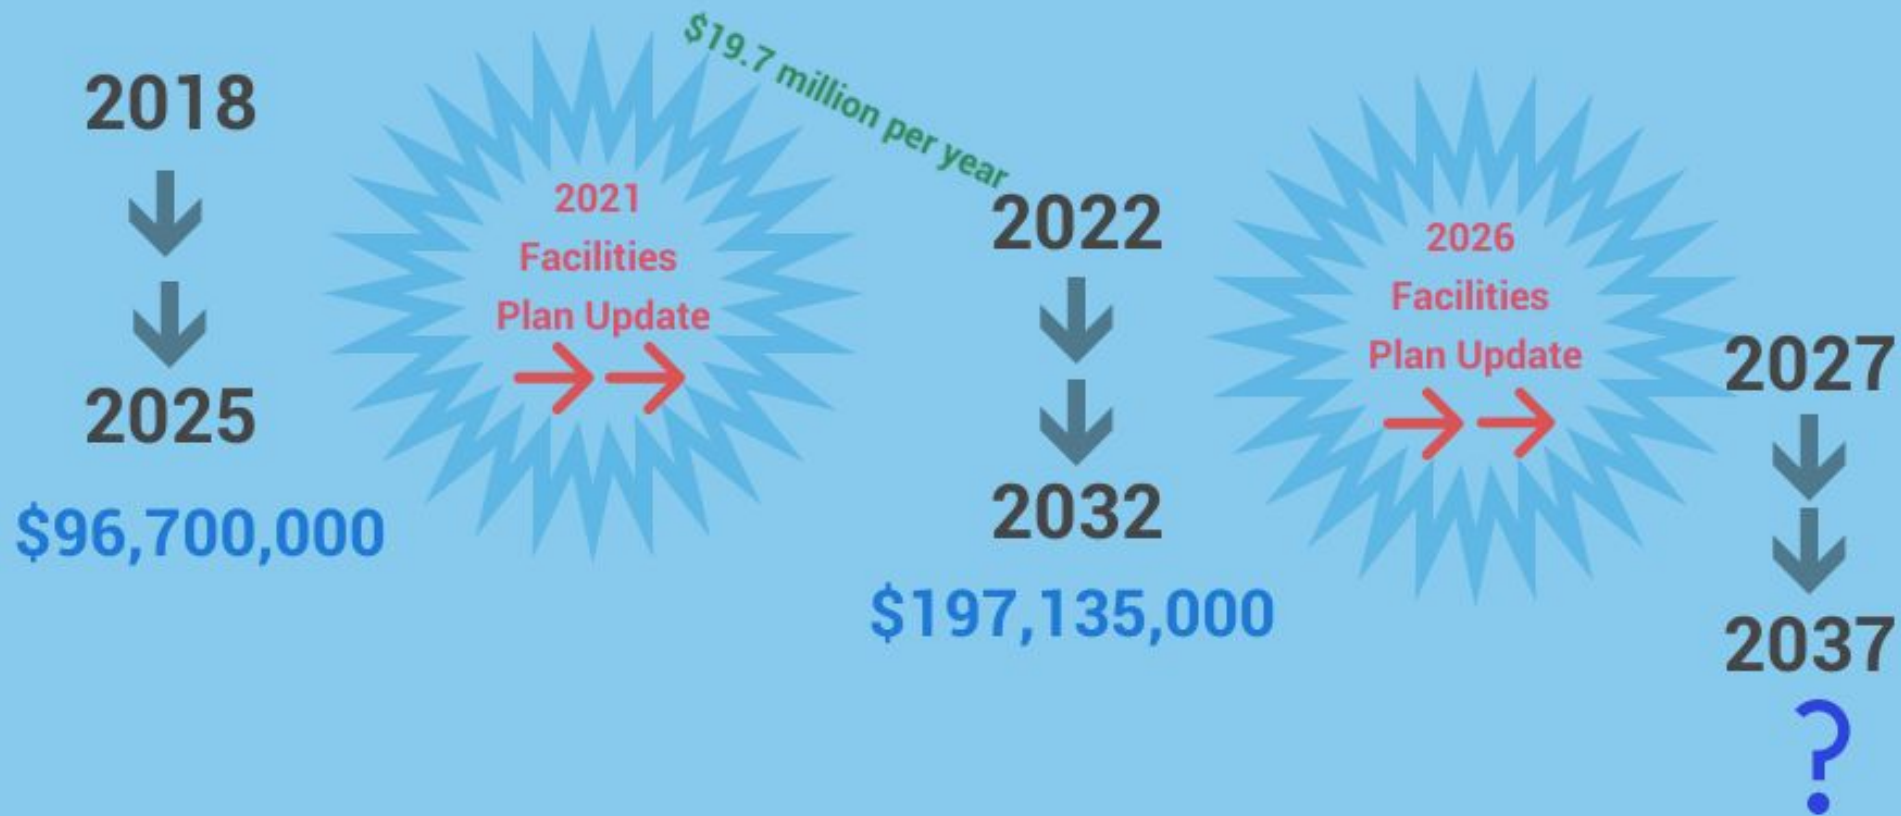 2018
2025
$96,700,000
2021
Facilities
Plan Update
$19.7 million per year
2022
2032
$197,135,000
2026
Facilities
Plan Update
2027
2037
?